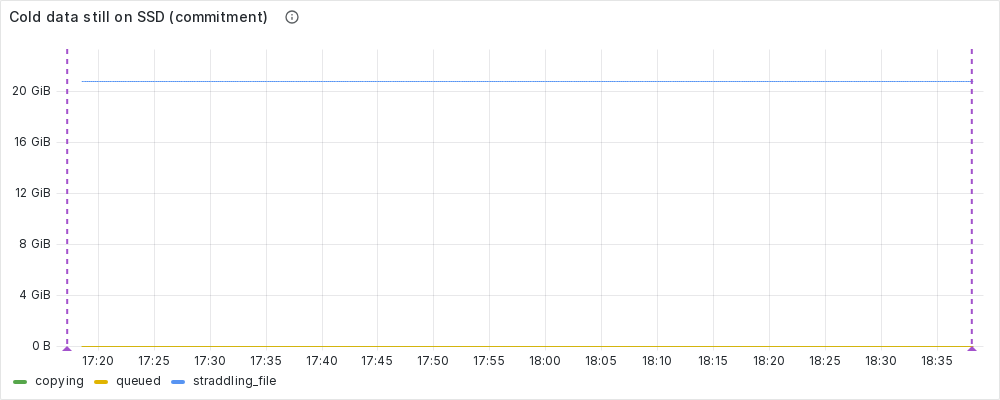 Cold data still on SSD (commitment)
20 GiB
16 GiB
12 GiB
8 GiB
4 GiB
0 B
17:20 17:25 17:30 17:35 17:40 17:45 17:50 17:55 18:00 18:05 18:10 18:15 18:20 18:25 18:30 18:35
copying queued straddling_file